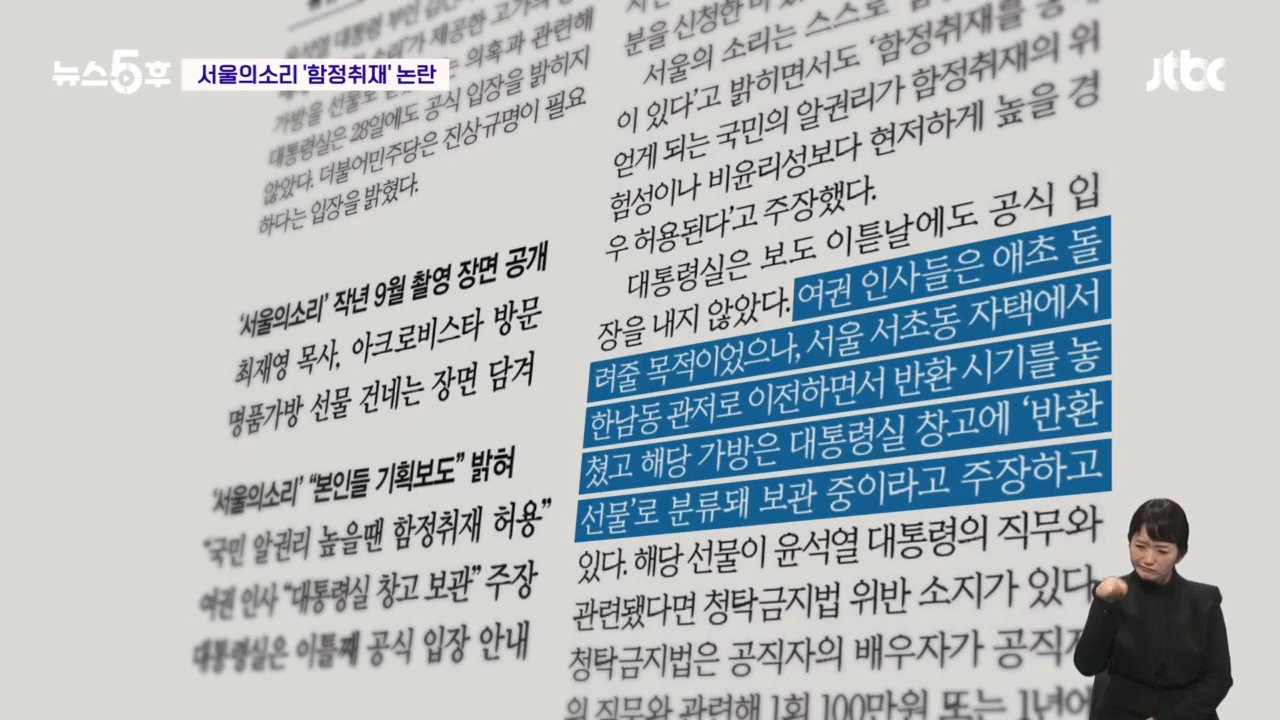 뉴스5후
서울의소리 '함정취재' 논란
jtbc
가방을 선물로
대통령실은 28일에도 공식 입장을 밝히지
않았다. 더불어민주당은 진상규명이 필요
하다는 입장을 밝혔다.
'서울의소리' 작년 9월 촬영 장면 공개
최재영 목사, 아크로비스타 방문
명품가방 선물 건네는 장면 담겨
'서울의소리' "본인들 기획보도" 밝혀
"국민 알권리 높을땐 함정취재 허용"
여권 인사 "대통령실 창고 보관" 주장
대통령실은 이틀째 공식 입장 안내
분을 신청한 바
서울의 소리는 스스로
이 있다'고 밝히면서도 '함정취재를
얻게 되는 국민의 알권리가 함정취재의 위
험성이나 비윤리성보다 현저하게 높을 경
우 허용된다'고 주장했다.
대통령실은 보도 이튿날에도 공식 입
장을 내지 않았다. 여권 인사들은 애초 돌
려줄 목적이었으나, 서울 서초동 자택에서
한남동 관저로 이전하면서 반환 시기를 놓
쳤고 해당 가방은 대통령실 창고에 '반환
선물'로 분류돼 보관 중이라고 주장하고
있다. 해당 선물이 윤석열 대통령의 직무와
관련됐다면 청탁금지법 위반 소지가 있다
청탁금지법은 공직자의 배우자가 공직자
의 직무와 관련해 1회 100만원 또는 1년에